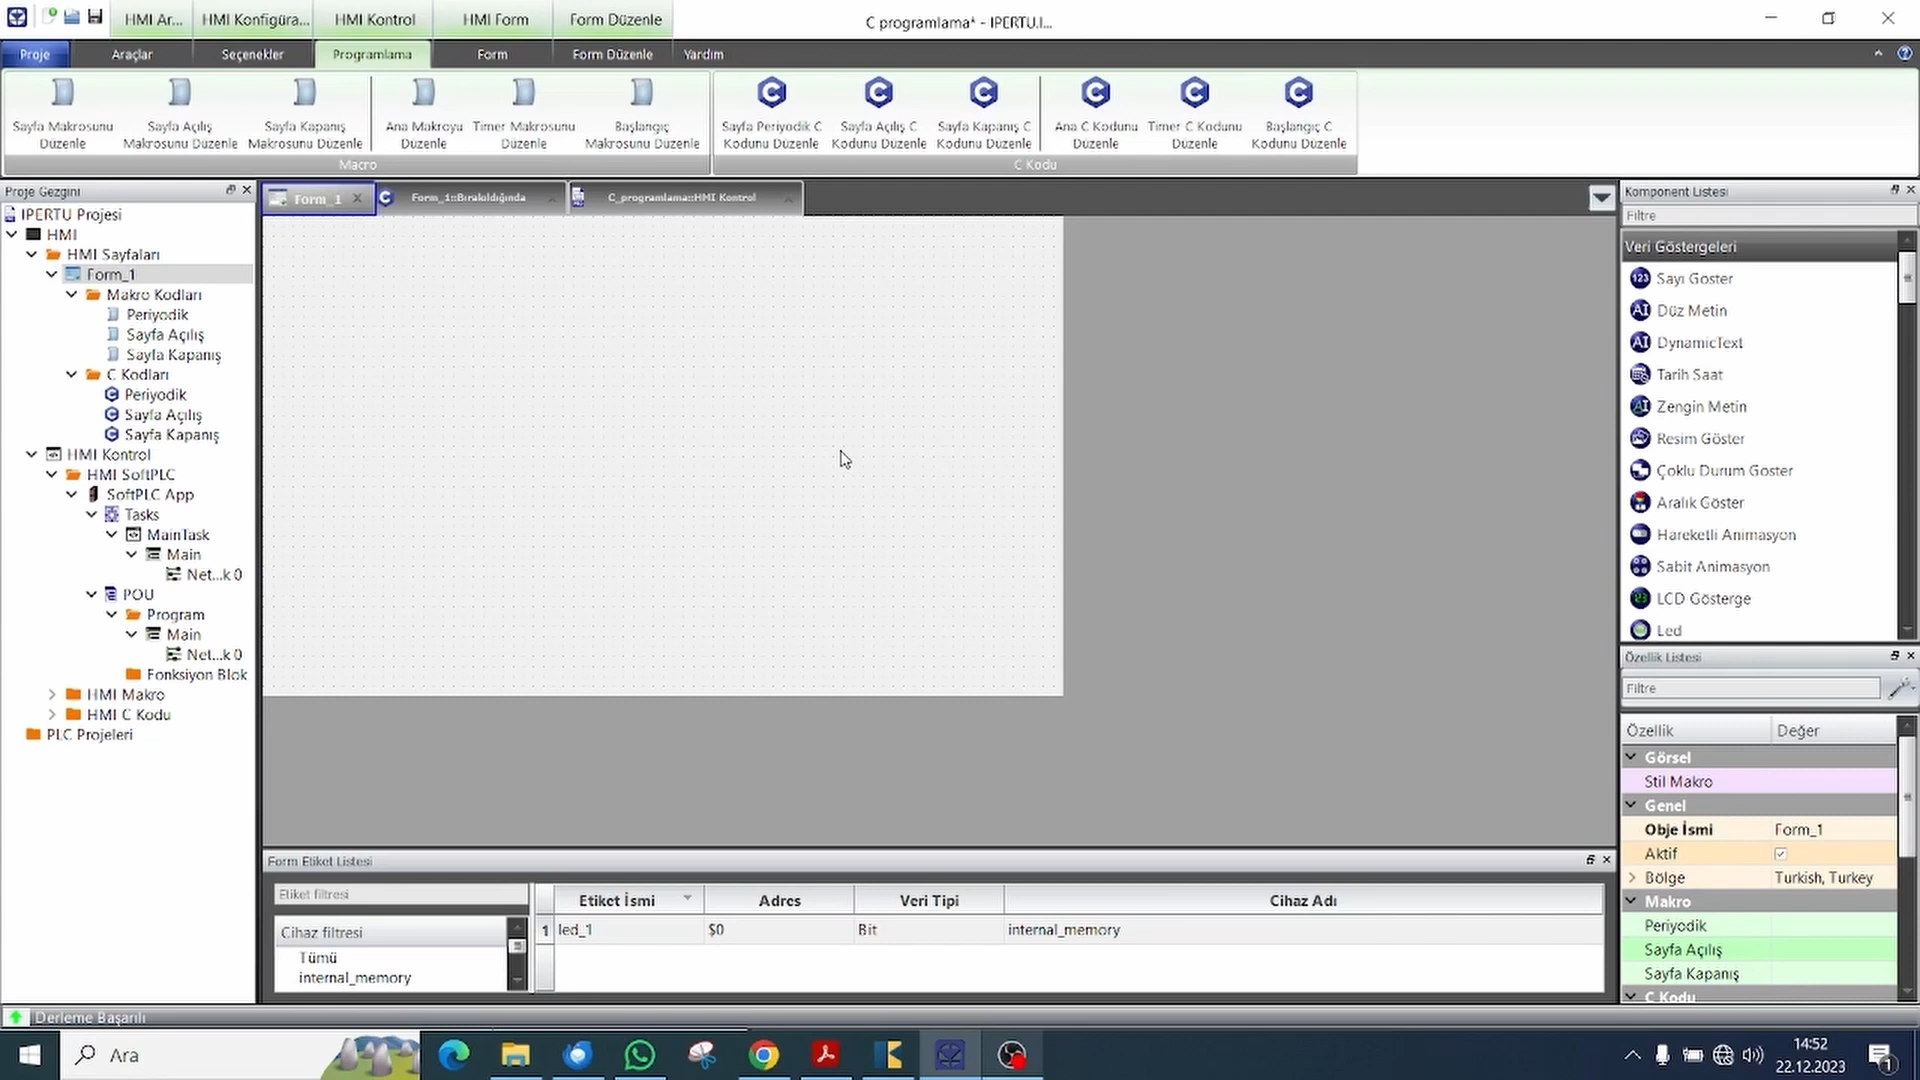 HMI Ar...
HMI Konfigüra...
HMI Kontrol
HMI Form
Form Düzenle
C programlama* - IPERTU.I...
Proje
Araçlar
Seçenekler
Programlama
Form
Form Düzenle
Yardım
Sayfa Makrosunu Düzenle
Sayfa Açılış Makrosunu Düzenle
Sayfa Kapanış Makrosunu Düzenle
Ana Makroyu Düzenle
Timer Makrosunu Düzenle
Başlangıç Makrosunu Düzenle
Sayfa Periyodik C Kodunu Düzenle
Sayfa Açılış C Kodunu Düzenle
Sayfa Kapanış C Kodunu Düzenle
Ana C Kodunu Düzenle
Timer C Kodunu Düzenle
Başlangıç C Kodunu Düzenle
Macro
C Kodu
Proje Gezgini
IPERTU Projesi
HMI
HMI Sayfaları
Form_1
Makro Kodları
Periyodik
Sayfa Açılış
Sayfa Kapanış
C Kodları
Periyodik
Sayfa Açılış
Sayfa Kapanış
HMI Kontrol
HMI SoftPLC
SoftPLC App
Tasks
MainTask
Main
Net...k 0
POU
Program
Main
Net...k 0
Fonksiyon Blok
HMI Makro
HMI C Kodu
PLC Projeleri
Form_1
Form_1::Bırakıldığında
C_programlama::HMI Kontrol
Komponent Listesi
Filtre
Veri Göstergeleri
Sayı Goster
Düz Metin
DynamicText
Tarih Saat
Zengin Metin
Resim Göster
Çoklu Durum Goster
Aralık Göster
Hareketli Animasyon
Sabit Animasyon
LCD Gösterge
Led
Özellik Listesi
Filtre
Özellik Değer
Görsel
Stil Makro
Genel
Obje İsmi Form_1
Aktif
Bölge Turkish, Turkey
Makro
Periyodik
Sayfa Açılış
Sayfa Kapanış
C Kodu
Form Etiket Listesi
Etiket filtresi
Cihaz filtresi
Tümü
internal_memory
Etiket İsmi Adres Veri Tipi Cihaz Adı
1 led_1 $0 Bit internal_memory
Derleme Başarılı
Ara
14:52
22.12.2023
1